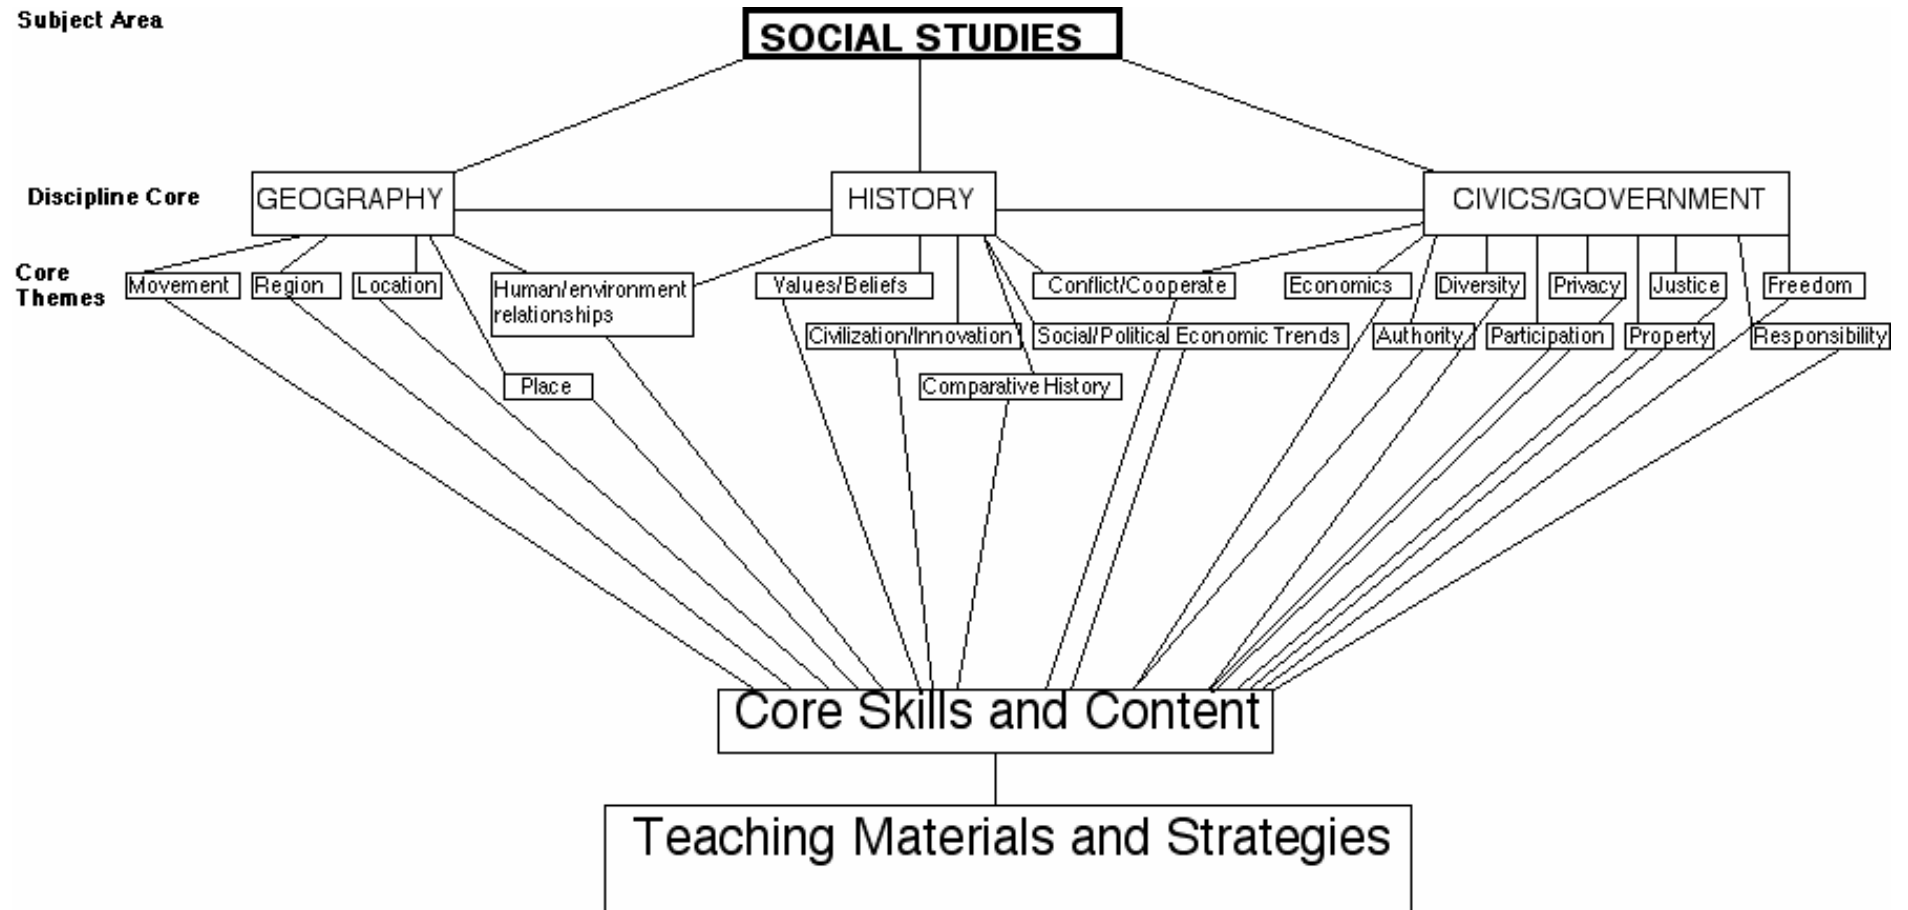 Subject Area
SOCIAL STUDIES
Discipline Core
GEOGRAPHY
HISTORY
CIVICS/GOVERNMENT
Core
Themes
Movement
Region
Location
Human/environment
relationships
Values/Beliefs
Conflict/Cooperate
Economics
Diversity
Privacy
Justice
Freedom
Civilization/Innovation
Social/Political Economic Trends
Authority
Participation
Property
Responsibility
Place
Comparative History
Core Skills and Content
Teaching Materials and Strategies